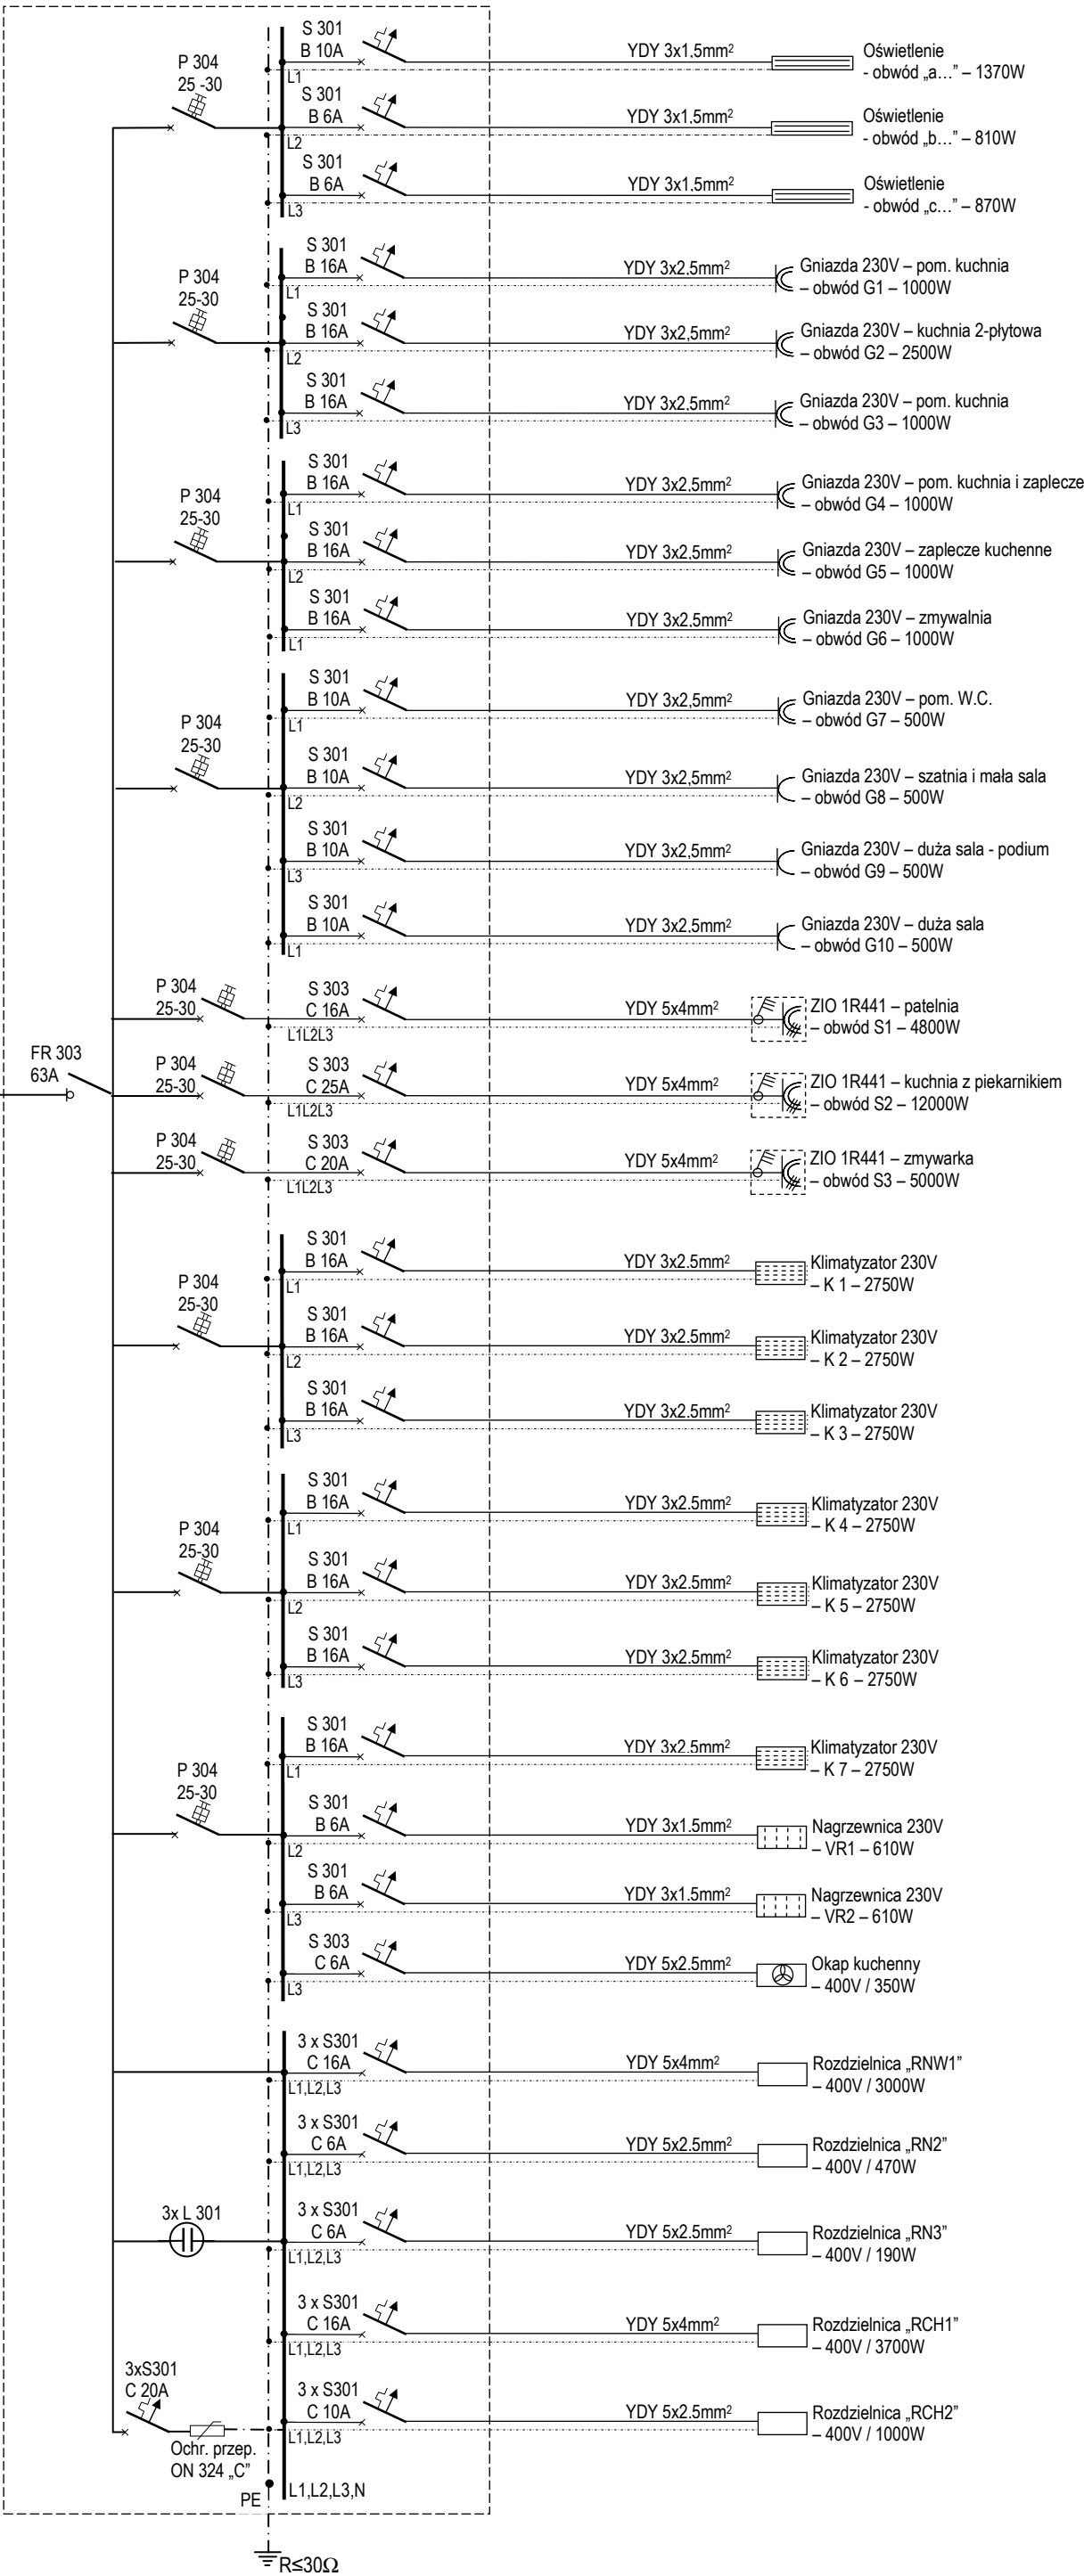 P 304
25 -30
S 301
B 10A
L1
YDY 3x1,5mm²
Oświetlenie
- obwód „a…” – 1370W
S 301
B 6A
L2
YDY 3x1,5mm²
Oświetlenie
- obwód „b…” – 810W
S 301
B 6A
L3
YDY 3x1,5mm²
Oświetlenie
- obwód „c…” – 870W
P 304
25-30
S 301
B 16A
L1
YDY 3x2,5mm²
Gniazda 230V – pom. kuchnia
– obwód G1 – 1000W
S 301
B 16A
L2
YDY 3x2,5mm²
Gniazda 230V – kuchnia 2-płytowa
– obwód G2 – 2500W
S 301
B 16A
L3
YDY 3x2,5mm²
Gniazda 230V – pom. kuchnia
– obwód G3 – 1000W
P 304
25-30
S 301
B 16A
L1
YDY 3x2,5mm²
Gniazda 230V – pom. kuchnia i zaplecze
– obwód G4 – 1000W
S 301
B 16A
L2
YDY 3x2,5mm²
Gniazda 230V – zaplecze kuchenne
– obwód G5 – 1000W
S 301
B 16A
L1
YDY 3x2,5mm²
Gniazda 230V – zmywalnia
– obwód G6 – 1000W
P 304
25-30
S 301
B 10A
L1
YDY 3x2,5mm²
Gniazda 230V – pom. W.C.
– obwód G7 – 500W
S 301
B 10A
L2
YDY 3x2,5mm²
Gniazda 230V – szatnia i mała sala
– obwód G8 – 500W
S 301
B 10A
L3
YDY 3x2,5mm²
Gniazda 230V – duża sala - podium
– obwód G9 – 500W
S 301
B 10A
L1
YDY 3x2,5mm²
Gniazda 230V – duża sala
– obwód G10 – 500W
P 304
25-30
S 303
C 16A
L1L2L3
YDY 5x4mm²
ZIO 1R441 – patelnia
– obwód S1 – 4800W
FR 303
63A
P 304
25-30
S 303
C 25A
L1L2L3
YDY 5x4mm²
ZIO 1R441 – kuchnia z piekarnikiem
– obwód S2 – 12000W
P 304
25-30
S 303
C 20A
L1L2L3
YDY 5x4mm²
ZIO 1R441 – zmywarka
– obwód S3 – 5000W
P 304
25-30
S 301
B 16A
L1
YDY 3x2.5mm²
Klimatyzator 230V
– K 1 – 2750W
S 301
B 16A
L2
YDY 3x2.5mm²
Klimatyzator 230V
– K 2 – 2750W
S 301
B 16A
L3
YDY 3x2.5mm²
Klimatyzator 230V
– K 3 – 2750W
P 304
25-30
S 301
B 16A
L1
YDY 3x2.5mm²
Klimatyzator 230V
– K 4 – 2750W
S 301
B 16A
L2
YDY 3x2.5mm²
Klimatyzator 230V
– K 5 – 2750W
S 301
B 16A
L3
YDY 3x2.5mm²
Klimatyzator 230V
– K 6 – 2750W
P 304
25-30
S 301
B 16A
L1
YDY 3x2.5mm²
Klimatyzator 230V
– K 7 – 2750W
S 301
B 6A
L2
YDY 3x1.5mm²
Nagrzewnica 230V
– VR1 – 610W
S 301
B 6A
L3
YDY 3x1.5mm²
Nagrzewnica 230V
– VR2 – 610W
S 303
C 6A
L3
YDY 5x2.5mm²
Okap kuchenny
– 400V / 350W
3 x S301
C 16A
L1,L2,L3
YDY 5x4mm²
Rozdzielnica „RNW1”
– 400V / 3000W
3 x S301
C 6A
L1,L2,L3
YDY 5x2.5mm²
Rozdzielnica „RN2”
– 400V / 470W
3x L 301
3 x S301
C 6A
L1,L2,L3
YDY 5x2.5mm²
Rozdzielnica „RN3”
– 400V / 190W
3 x S301
C 16A
L1,L2,L3
YDY 5x4mm²
Rozdzielnica „RCH1”
– 400V / 3700W
3xS301
C 20A
Ochr. przep.
ON 324 „C”
3 x S301
C 10A
L1,L2,L3
YDY 5x2.5mm²
Rozdzielnica „RCH2”
– 400V / 1000W
L1,L2,L3,N
PE
R≤30Ω